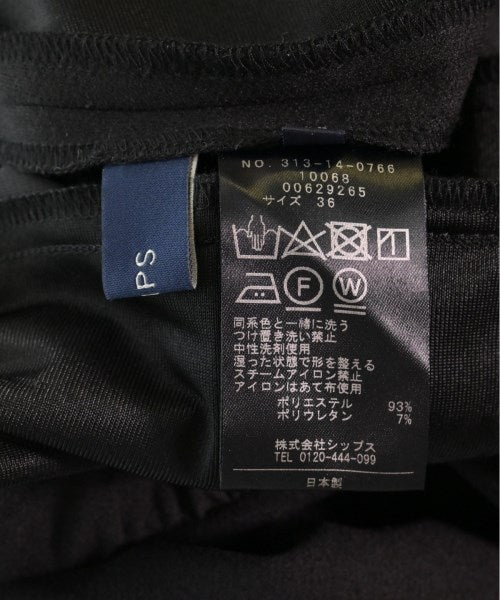 NO. 313-14-0766
10068
00629265
サイズ 36
F W
同系色と一緒に洗う
つけ置き洗い禁止
中性洗剤使用
湿った状態で形を整える
スチームアイロン禁止
アイロンはあて布使用
ポリエステル 93%
ポリウレタン 7%
株式会社シップス
TEL 0120-444-099
日本製
IPS